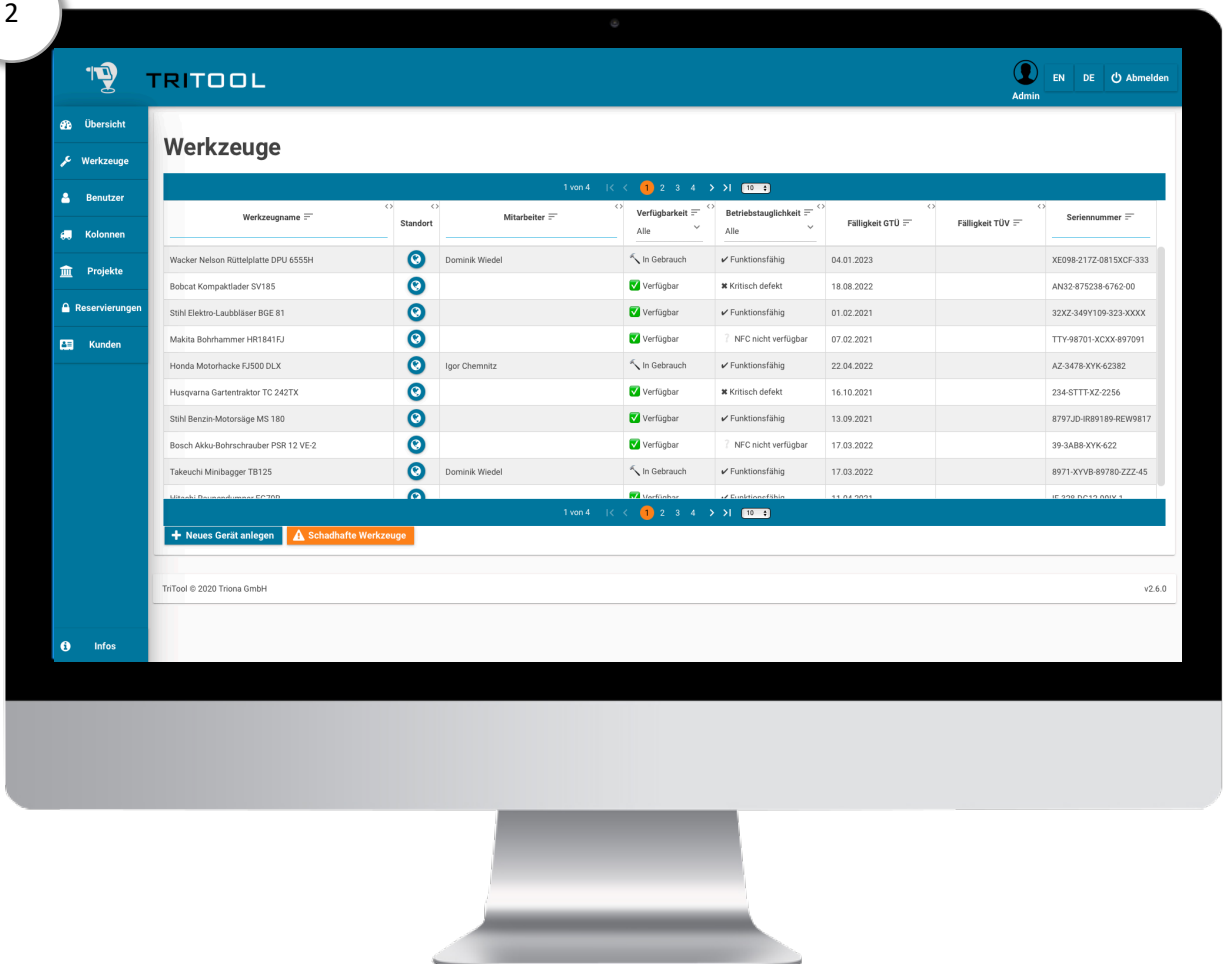 2
TRITOOL
Admin
EN DE Abmelden
Übersicht
Werkzeuge
Benutzer
Kolonnen
Projekte
Reservierungen
Kunden
Infos
Werkzeuge
1 von 4 1 2 3 4 10
Werkzeugname Standort Mitarbeiter Verfügbarkeit Betriebstauglichkeit Fälligkeit GTÜ Fälligkeit TÜV Seriennummer
Alle Alle
Wacker Nelson Rüttelplatte DPU 6555H Dominik Wiedel In Gebrauch Funktionsfähig 04.01.2023 XE098-217Z-0815XCF-333
Bobcat Kompaktlader SV185 Verfügbar Kritisch defekt 18.08.2022 AN32-875238-6762-00
Stihl Elektro-Laubbläser BGE 81 Verfügbar Funktionsfähig 01.02.2021 32XZ-349Y109-323-XXXX
Makita Bohrhammer HR1841FJ Verfügbar NFC nicht verfügbar 07.02.2021 TTY-98701-XCXX-897091
Honda Motorhacke FJ500 DLX Igor Chemnitz In Gebrauch Funktionsfähig 22.04.2022 AZ-3478-XYK-62382
Husqvarna Gartentraktor TC 242TX Verfügbar Kritisch defekt 16.10.2021 234-STTT-XZ-2256
Stihl Benzin-Motorsäge MS 180 Verfügbar Funktionsfähig 13.09.2021 8797JD-IR89189-REW9817
Bosch Akku-Bohrschrauber PSR 12 VE-2 Verfügbar NFC nicht verfügbar 17.03.2022 39-3AB8-XYK-622
Takeuchi Minibagger TB125 Dominik Wiedel In Gebrauch Funktionsfähig 17.03.2022 8971-XYVB-89780-ZZZ-45
Verfügbar Funktionsfähig 11.04.2021
1 von 4 1 2 3 4 10
Neues Gerät anlegen Schadhafte Werkzeuge
TriTool © 2020 Triona GmbH v2.6.0